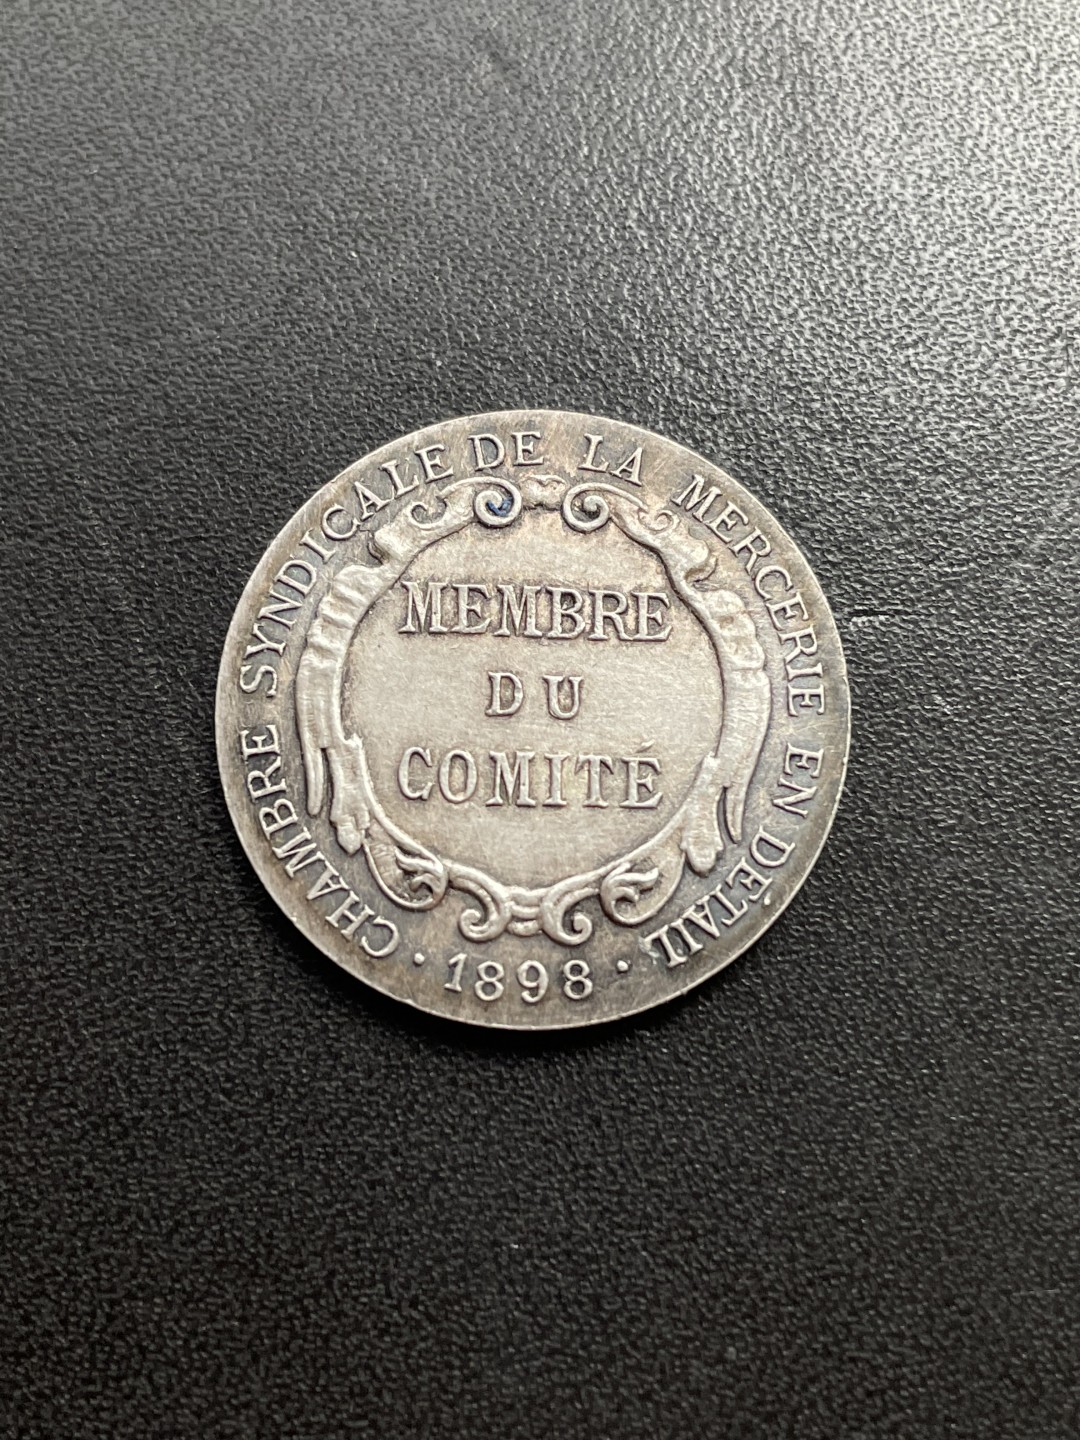 CHAMBRE SYNDICALE DE LA MERCERIE EN DÉTAIL
MEMBRE
DU
COMITÉ
· 1898 ·